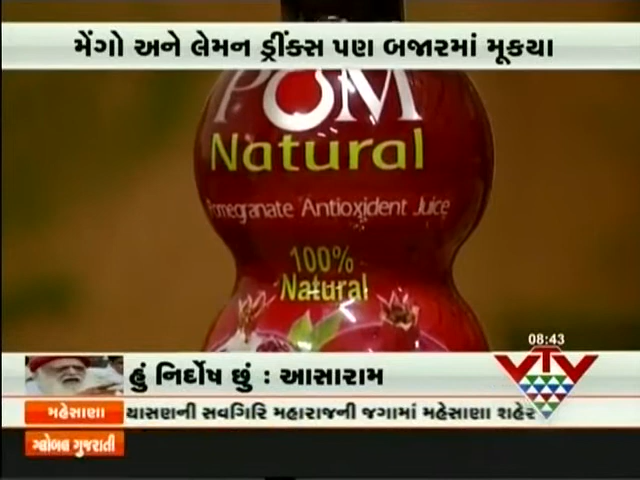 મેંગો અને લેમન ડ્રીંક્સ પણ બજારમાં મૂકયા
POM
Natural
Pomegranate Antioxident Juice
100%
Natural
08:43
VTV
હું નિર્દોષ છું : આસારામ
મહેસાણા
યાસણની સવગિરિ મહારાજની જગામાં મહેસાણા શહેર
ગ્લોબલ ગુજરાતી